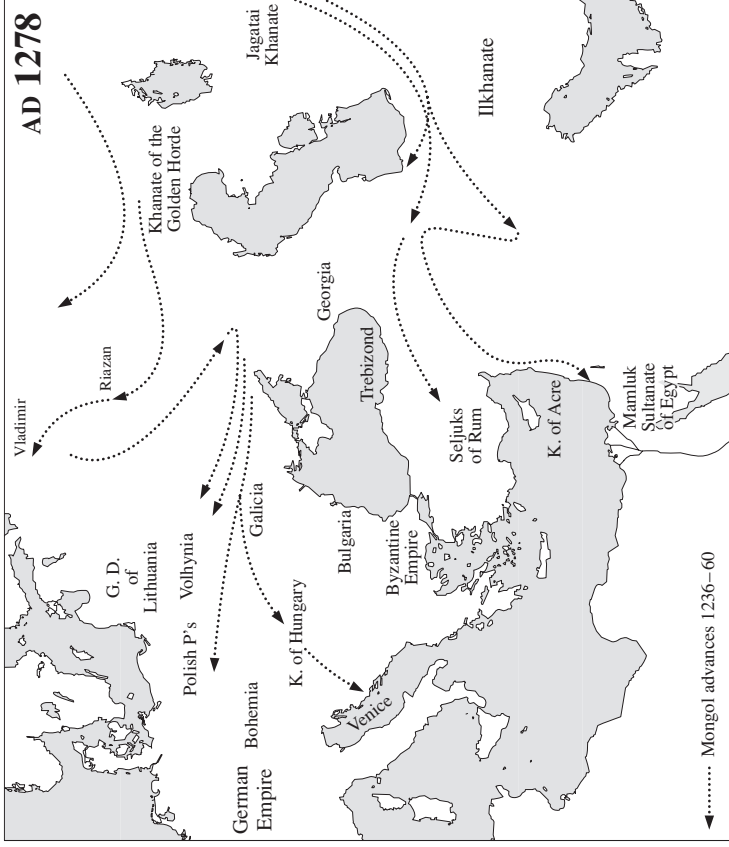 AD 1278
Vladimir
Riazan
Khanate of the
Golden Horde
Jagatai
Khanate
G. D.
of
Lithuania
Polish P's
Volhynia
Galicia
German
Empire
Bohemia
K. of Hungary
Venice
Bulgaria
Byzantine
Empire
Georgia
Trebizond
Seljuks
of Rum
Ilkhanate
K. of Acre
Mamluk
Sultanate
of Egypt
Mongol advances 1236–60